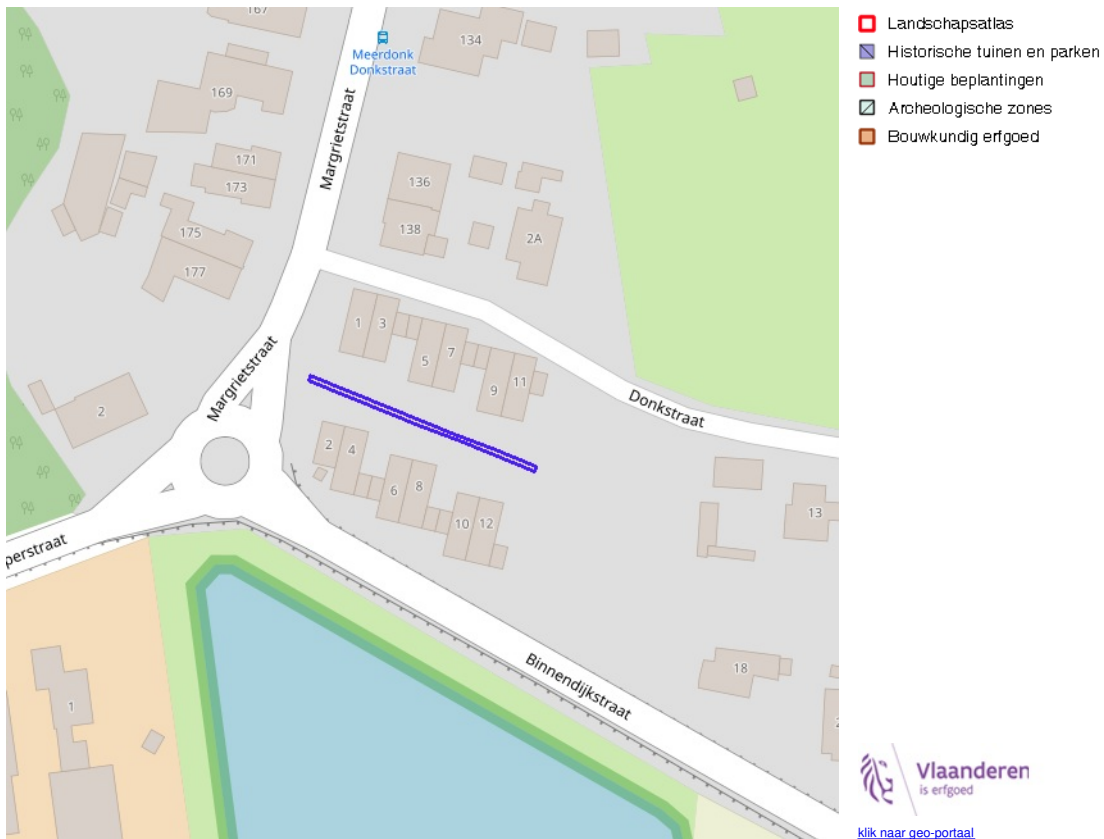 167
134
Meerdonk
Donkstraat
169
Margrietstraat
171
173
136
138
2A
175
177
1
3
5
7
9
11
Margrietstraat
Donkstraat
2
2
4
6
8
10
12
13
perstraat
Binnendijkstraat
18
1
Landschapsatlas
Historische tuinen en parken
Houtige beplantingen
Archeologische zones
Bouwkundig erfgoed
Vlaanderen
is erfgoed
klik naar geo-portaal